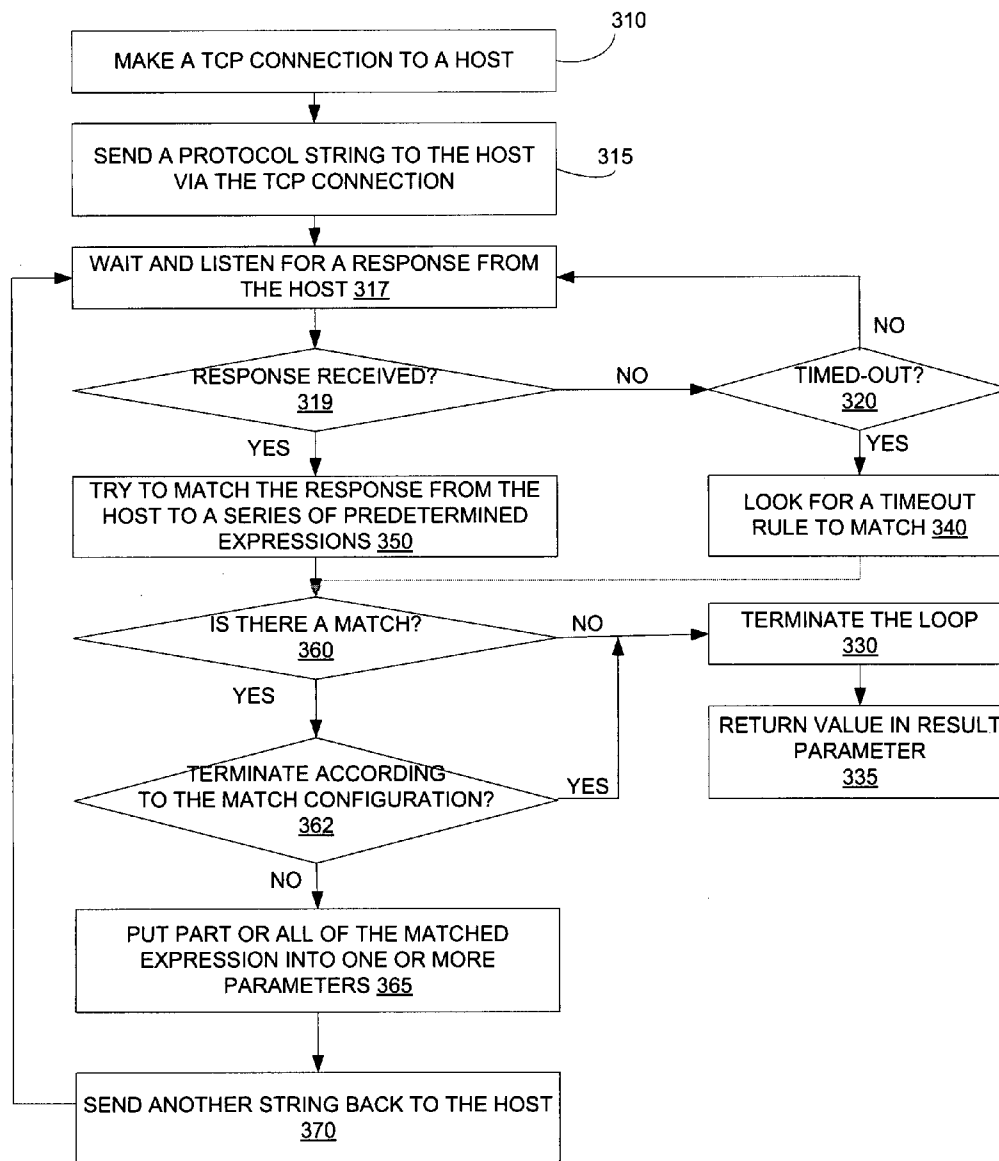 310
MAKE A TCP CONNECTION TO A HOST
SEND A PROTOCOL STRING TO THE HOST
VIA THE TCP CONNECTION
315
WAIT AND LISTEN FOR A RESPONSE FROM
THE HOST 317
NO
RESPONSE RECEIVED?
319
NO
TIMED-OUT?
320
YES
YES
TRY TO MATCH THE RESPONSE FROM THE
HOST TO A SERIES OF PREDETERMINED
EXPRESSIONS 350
LOOK FOR A TIMEOUT
RULE TO MATCH 340
IS THERE A MATCH?
360
NO
TERMINATE THE LOOP
330
YES
RETURN VALUE IN RESULT
PARAMETER
335
TERMINATE ACCORDING
TO THE MATCH CONFIGURATION?
362
YES
NO
PUT PART OR ALL OF THE MATCHED
EXPRESSION INTO ONE OR MORE
PARAMETERS 365
SEND ANOTHER STRING BACK TO THE HOST
370